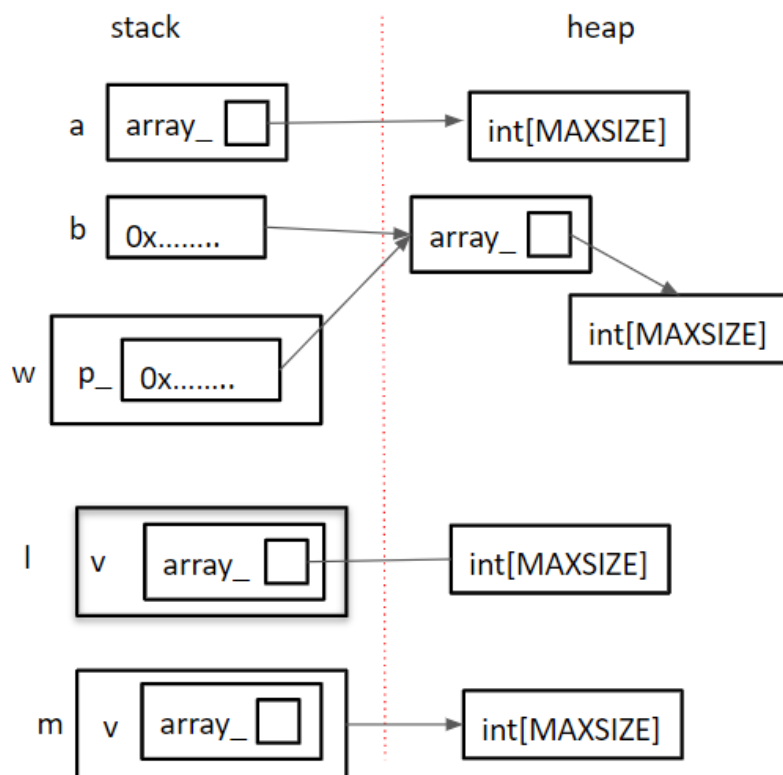 stack heap
a array_ int[MAXSIZE]
b 0x........ array_
int[MAXSIZE]
w p_ 0x........
l v array_ int[MAXSIZE]
m v array_ int[MAXSIZE]